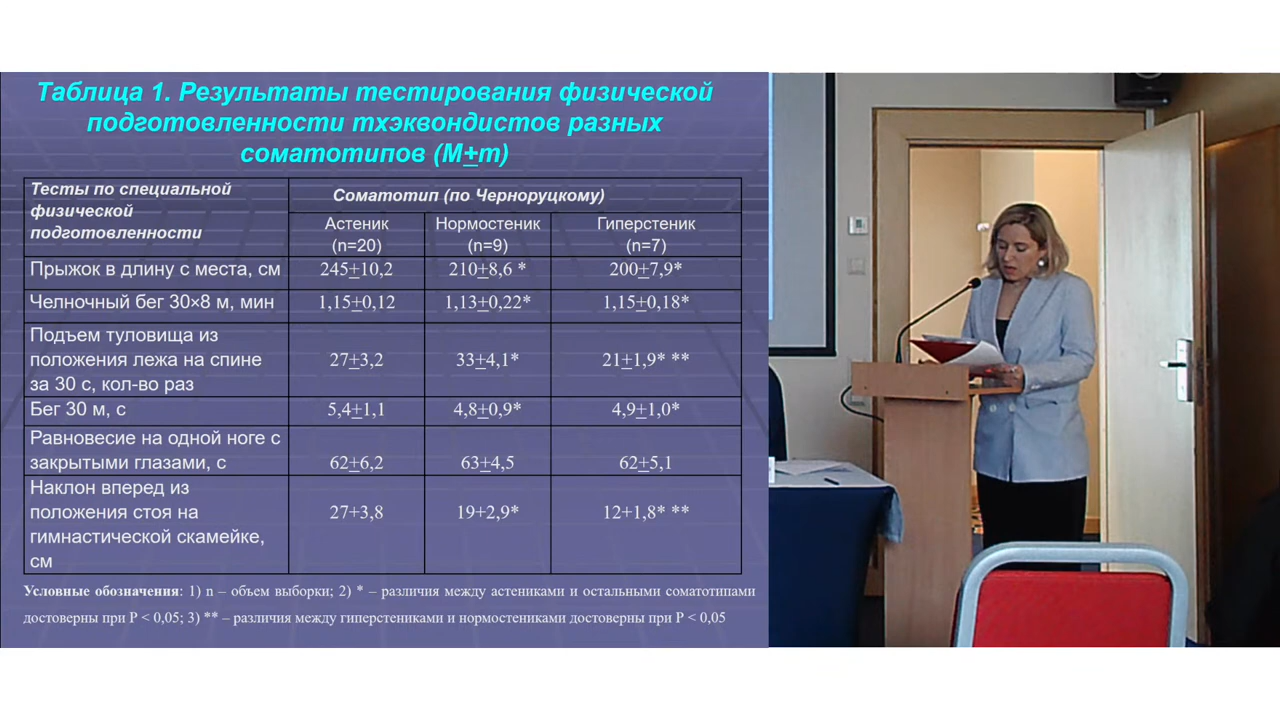 Таблица 1. Результаты тестирования физической
подготовленности тхэквондистов разных
соматотипов (M±m)
Тесты по специальной
физической
подготовленности
Соматотип (по Черноруцкому)
Астеник
(n=20)
Нормостеник
(n=9)
Гиперстеник
(n=7)
Прыжок в длину с места, см
245±10,2
210±8,6 *
200±7,9*
Челночный бег 30×8 м, мин
1,15±0,12
1,13±0,22*
1,15±0,18*
Подъем туловища из
положения лежа на спине
за 30 с, кол-во раз
27±3,2
33±4,1*
21±1,9* **
Бег 30 м, с
5,4±1,1
4,8±0,9*
4,9±1,0*
Равновесие на одной ноге с
закрытыми глазами, с
62±6,2
63±4,5
62±5,1
Наклон вперед из
положения стоя на
гимнастической скамейке,
см
27+3,8
19+2,9*
12+1,8* **
Условные обозначения: 1) n – объем выборки; 2) * – различия между астениками и остальными соматотипами
достоверны при P < 0,05; 3) ** – различия между гиперстениками и нормостениками достоверны при P < 0,05